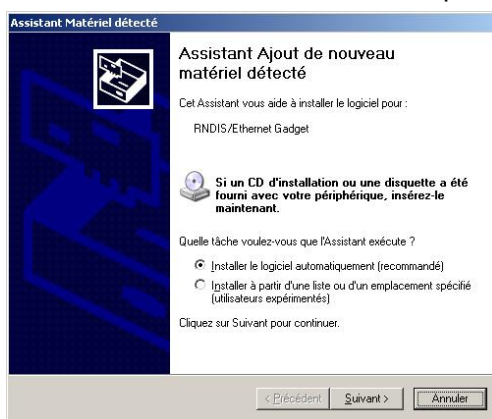 Assistant Matériel détecté
Assistant Ajout de nouveau
matériel détecté
Cet Assistant vous aide à installer le logiciel pour :
RNDIS/Ethernet Gadget
Si un CD d'installation ou une disquette a été
fourni avec votre périphérique, insérez-le
maintenant.
Quelle tâche voulez-vous que l'Assistant exécute ?
Installer le logiciel automatiquement (recommandé)
Installer à partir d'une liste ou d'un emplacement spécifié
(utilisateurs expérimentés)
Cliquez sur Suivant pour continuer.
< Précédent Suivant > Annuler